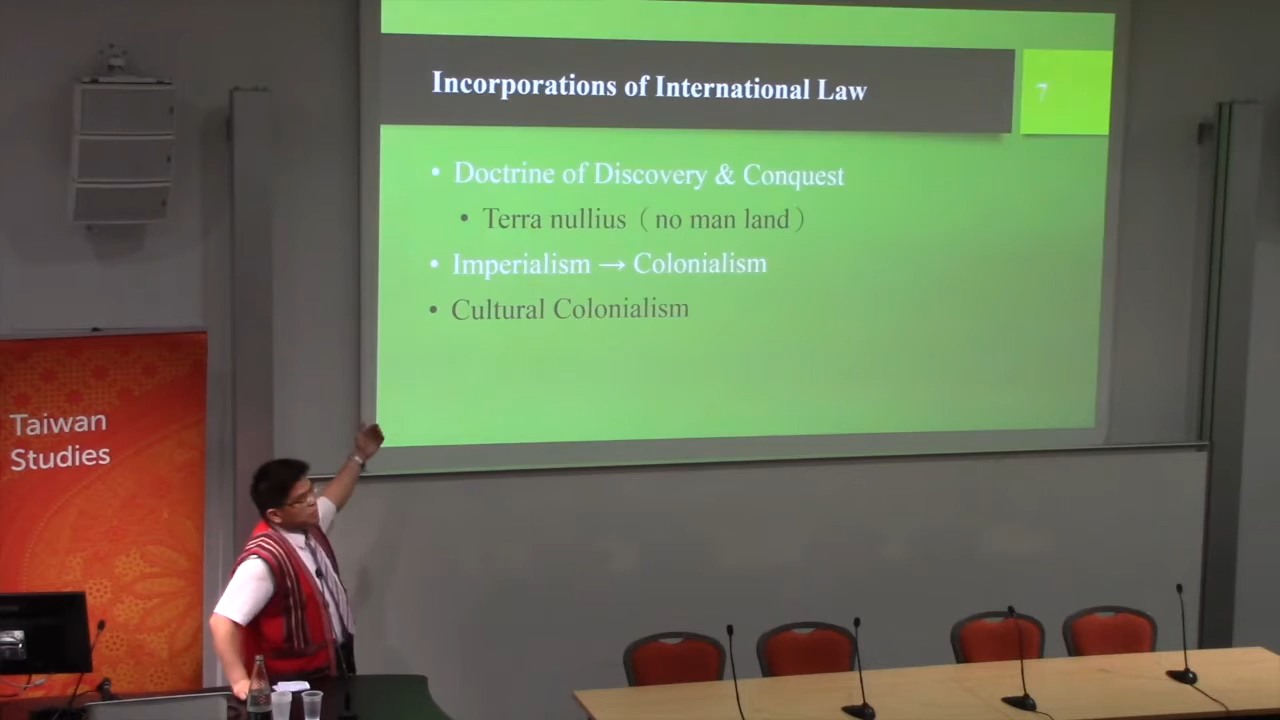 Incorporations of International Law
7
• Doctrine of Discovery & Conquest
• Terra nullius（no man land）
• Imperialism → Colonialism
• Cultural Colonialism
Taiwan
Studies